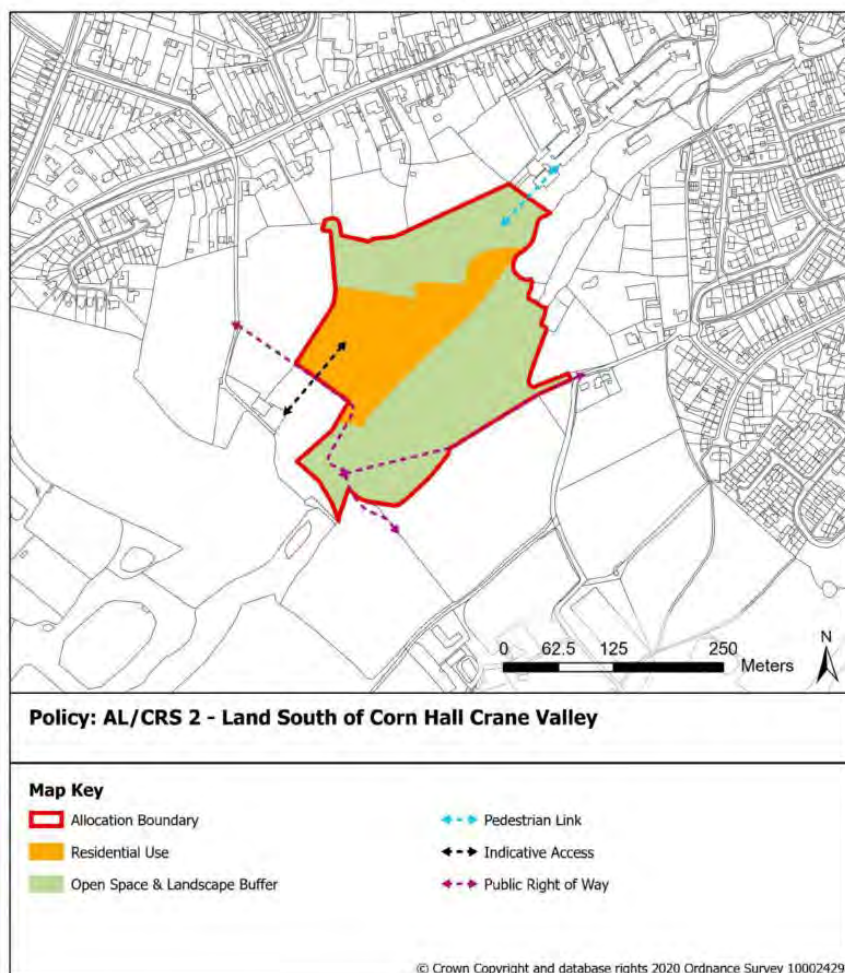 0 62.5 125 250
Meters
N
Policy: AL/CRS 2 - Land South of Corn Hall Crane Valley
Map Key
Allocation Boundary
Residential Use
Open Space & Landscape Buffer
Pedestrian Link
Indicative Access
Public Right of Way
© Crown Copyright and database rights 2020 Ordnance Survey 10002429